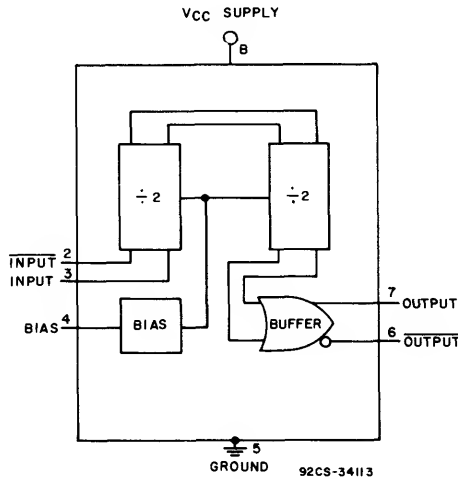 VCC SUPPLY
8
÷2
÷2
INPUT 2
INPUT 3
BIAS 4
BIAS
BUFFER
7 OUTPUT
6 OUTPUT
5
GROUND
92CS-34113